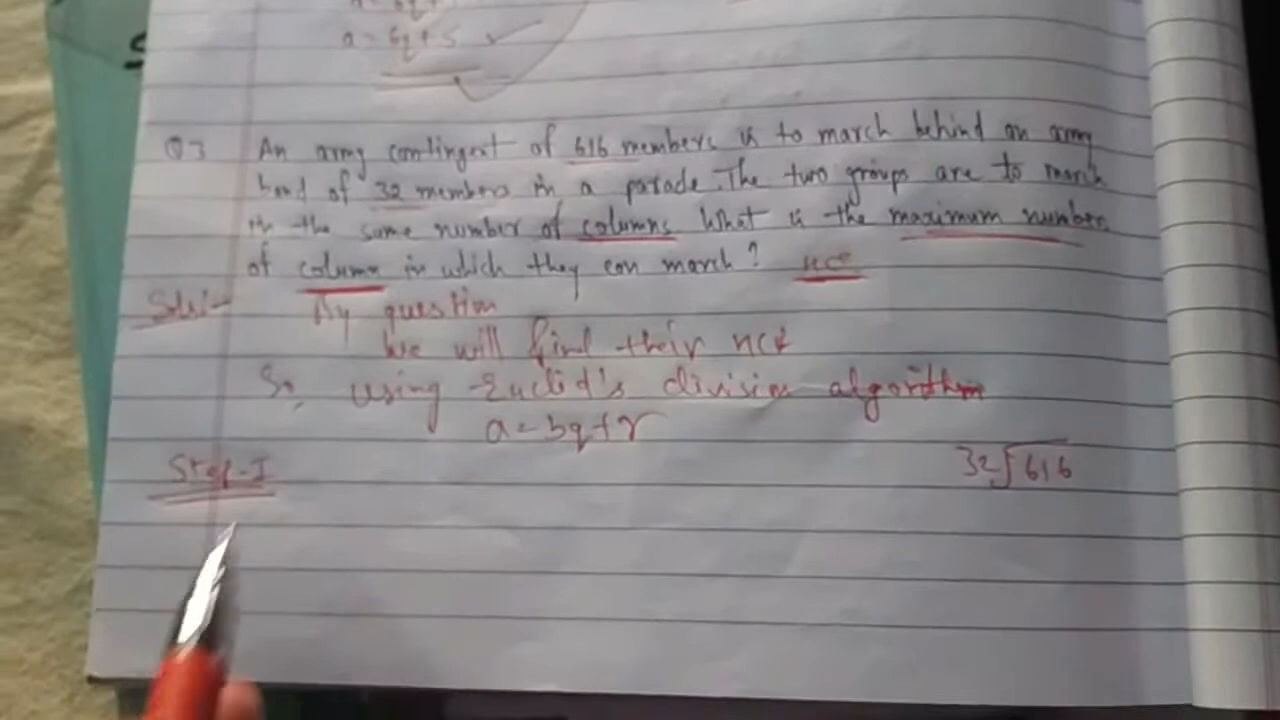 a = 6q + 5
Q3 An army contingent of 616 members is to march behind an army
band of 32 members in a parade. The two groups are to march
in the same number of columns What is the maximum number
of column in which they can march? HCF
Soln:- By question
We will find their HCF
So, using Euclid's division algorithm
a = bq + r
Step-I 32 616